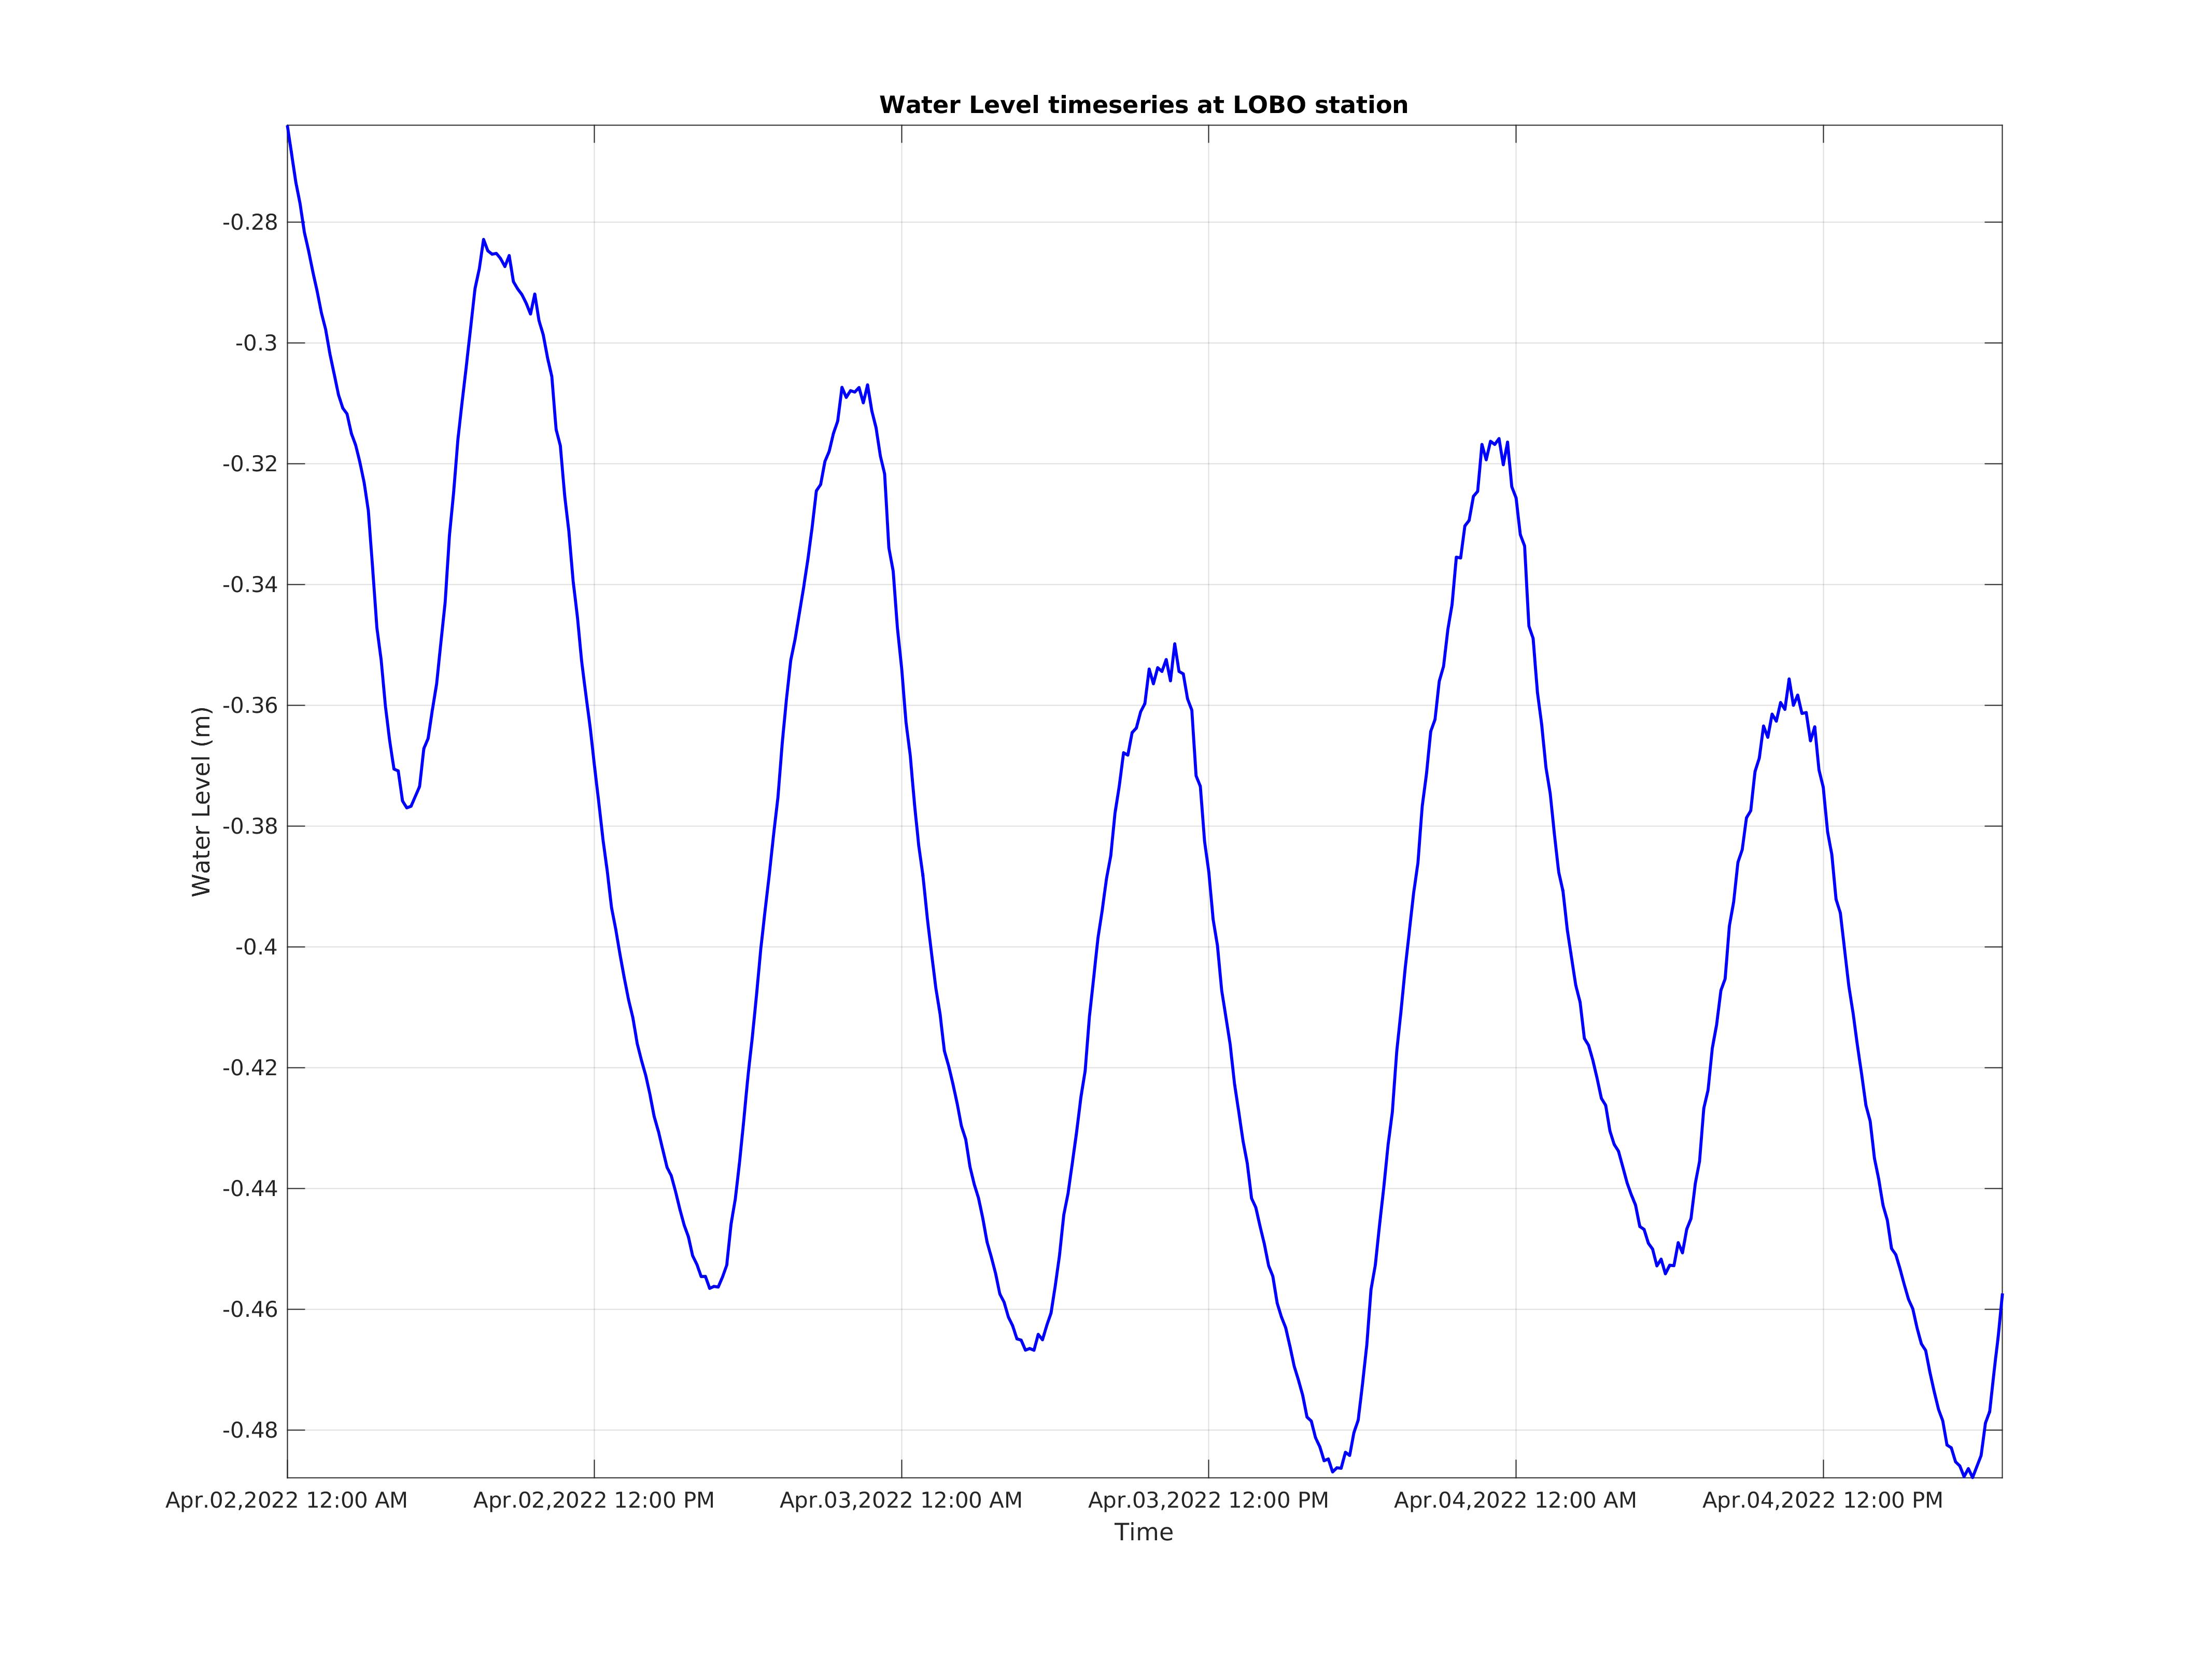 Water Level timeseries at LOBO station
-0.28
-0.3
-0.32
-0.34
-0.36
-0.38
-0.4
-0.42
-0.44
-0.46
-0.48
Water Level (m)
Apr.02,2022 12:00 AM
Apr.02,2022 12:00 PM
Apr.03,2022 12:00 AM
Apr.03,2022 12:00 PM
Apr.04,2022 12:00 AM
Apr.04,2022 12:00 PM
Time